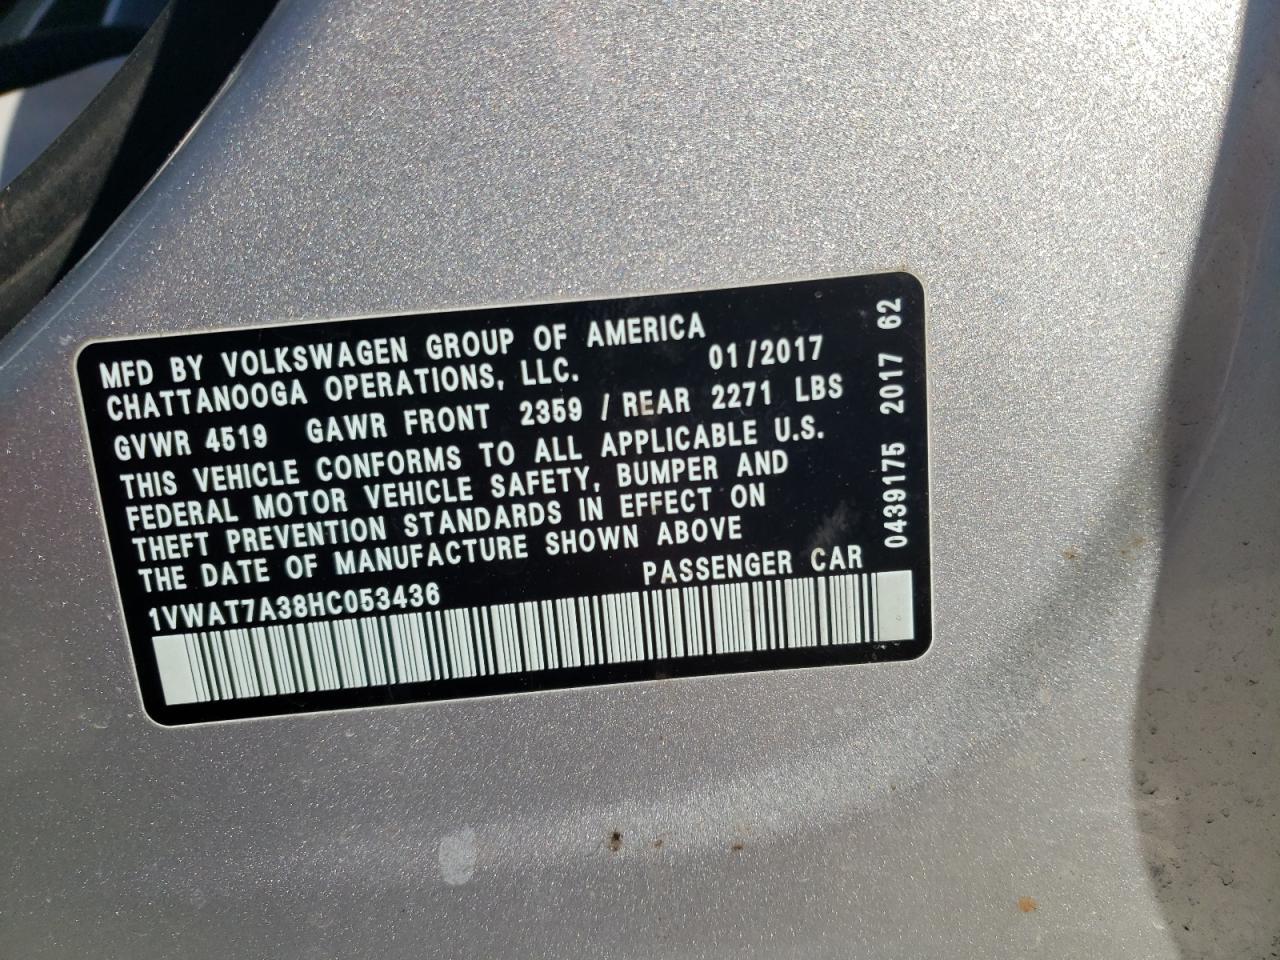 MFD BY VOLKSWAGEN GROUP OF AMERICA
CHATTANOOGA OPERATIONS, LLC. 01/2017
GVWR 4519 GAWR FRONT 2359 / REAR 2271 LBS
THIS VEHICLE CONFORMS TO ALL APPLICABLE U.S.
FEDERAL MOTOR VEHICLE SAFETY, BUMPER AND
THEFT PREVENTION STANDARDS IN EFFECT ON
THE DATE OF MANUFACTURE SHOWN ABOVE
1VWAT7A38HC053436 PASSENGER CAR
0439175 2017 62